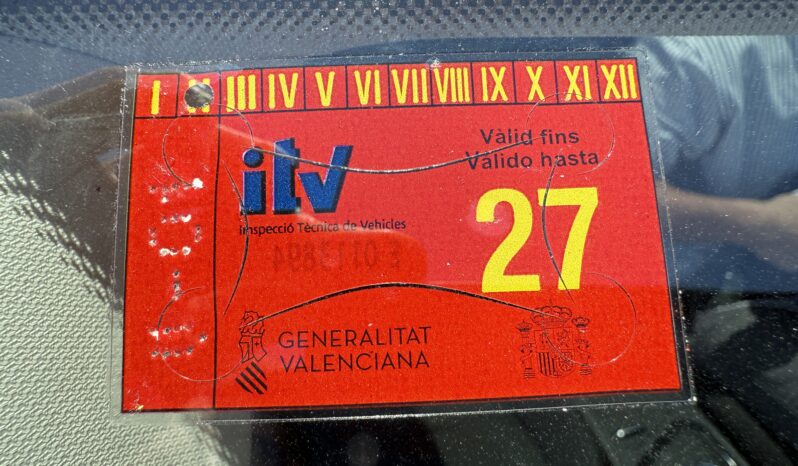 I II III IV V VI VII VIII IX X XI XII
Vàlid fins
Válido hasta
itv
27
Inspecció Tècnica de Vehicles
GENERALITAT
VALENCIANA